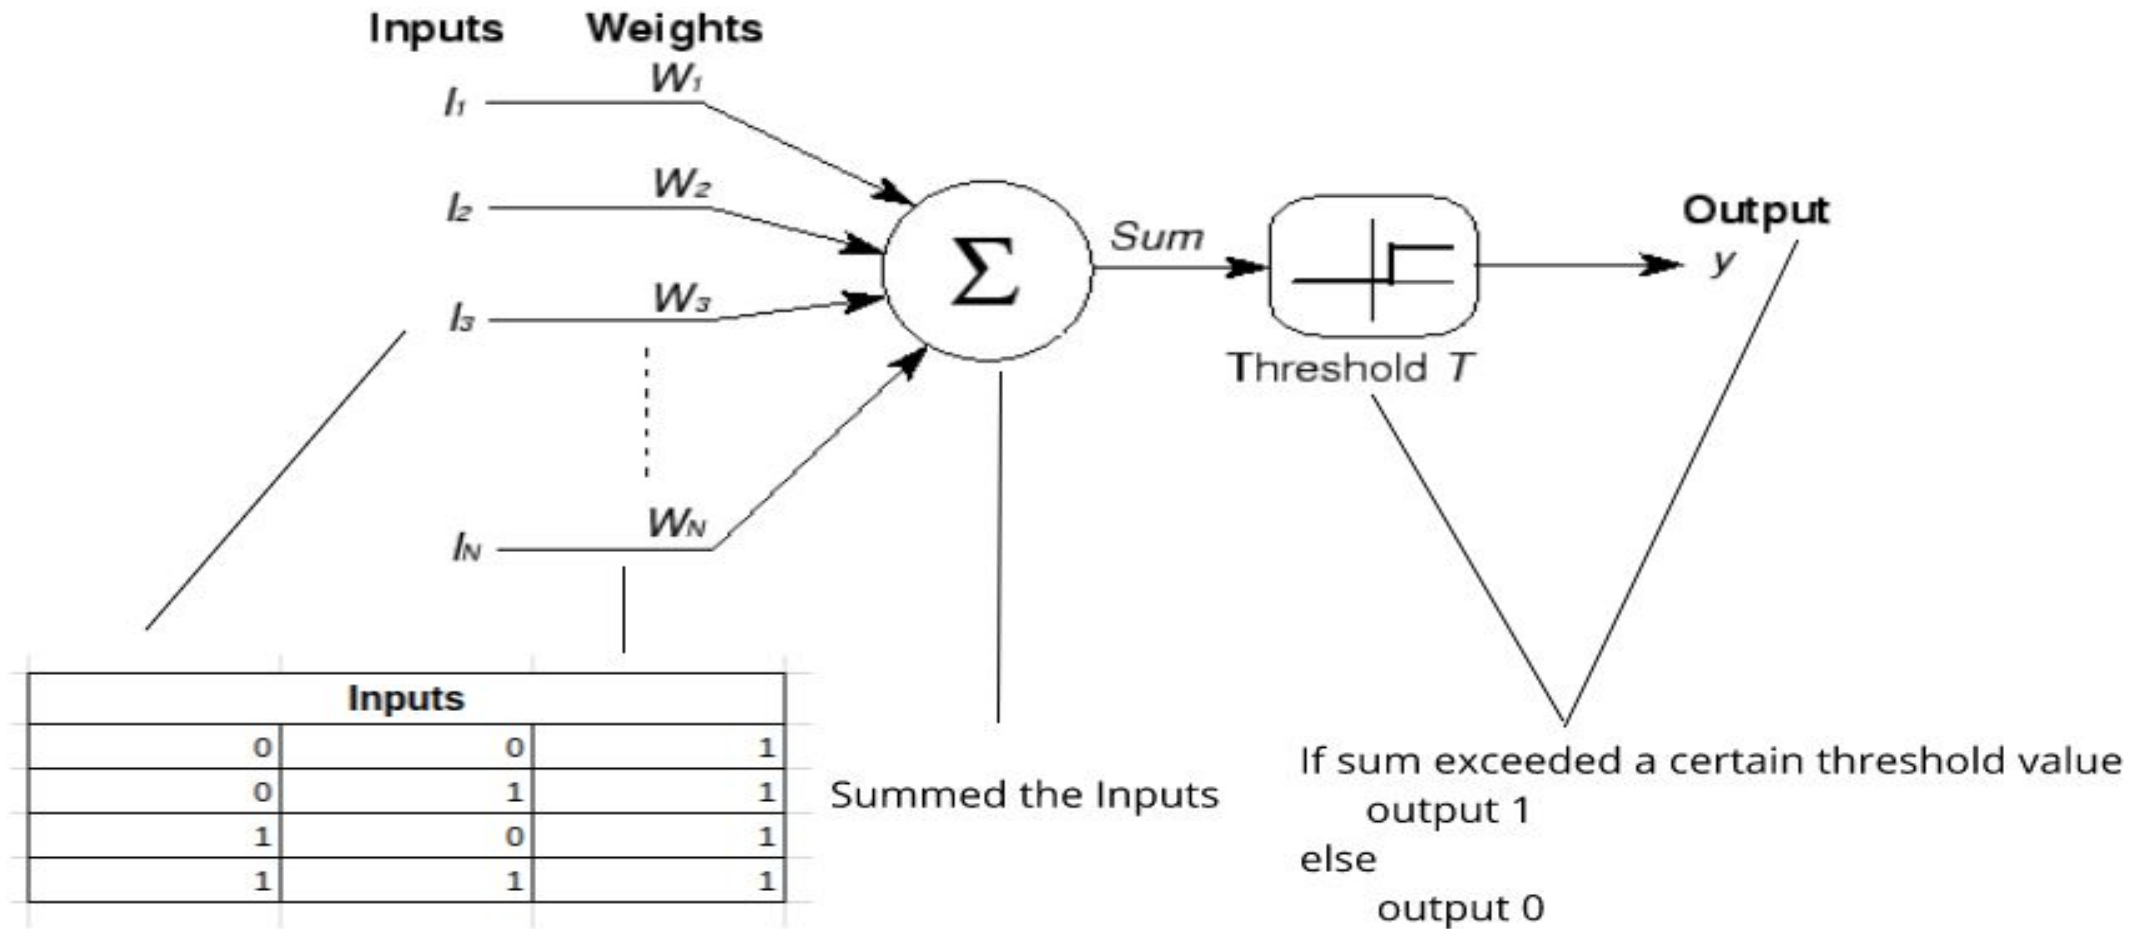 Inputs Weights
I1 W1
I2 W2
I3 W3
IN WN
Σ
Sum
Threshold T
Output
y
Inputs
0 0 1
0 1 1
1 0 1
1 1 1
Summed the Inputs
If sum exceeded a certain threshold value
output 1
else
output 0